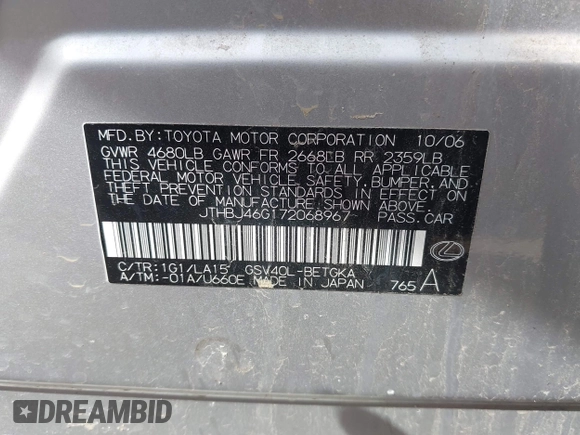 MFD. BY: TOYOTA MOTOR CORPORATION 10/06
GVWR 4680LB GAWR FR 2668LB RR 2359LB
THIS VEHICLE CONFORMS TO ALL APPLICABLE
FEDERAL MOTOR VEHICLE SAFETY, BUMPER, AND
THEFT PREVENTION STANDARDS IN EFFECT ON
THE DATE OF MANUFACTURE SHOWN ABOVE.
JTHBJ46G172068967 PASS.CAR
C/TR: 1G1/LA15 GSV40L-BETGKA
A/TM: -01A/U660E MADE IN JAPAN 765 A
DREAMBID